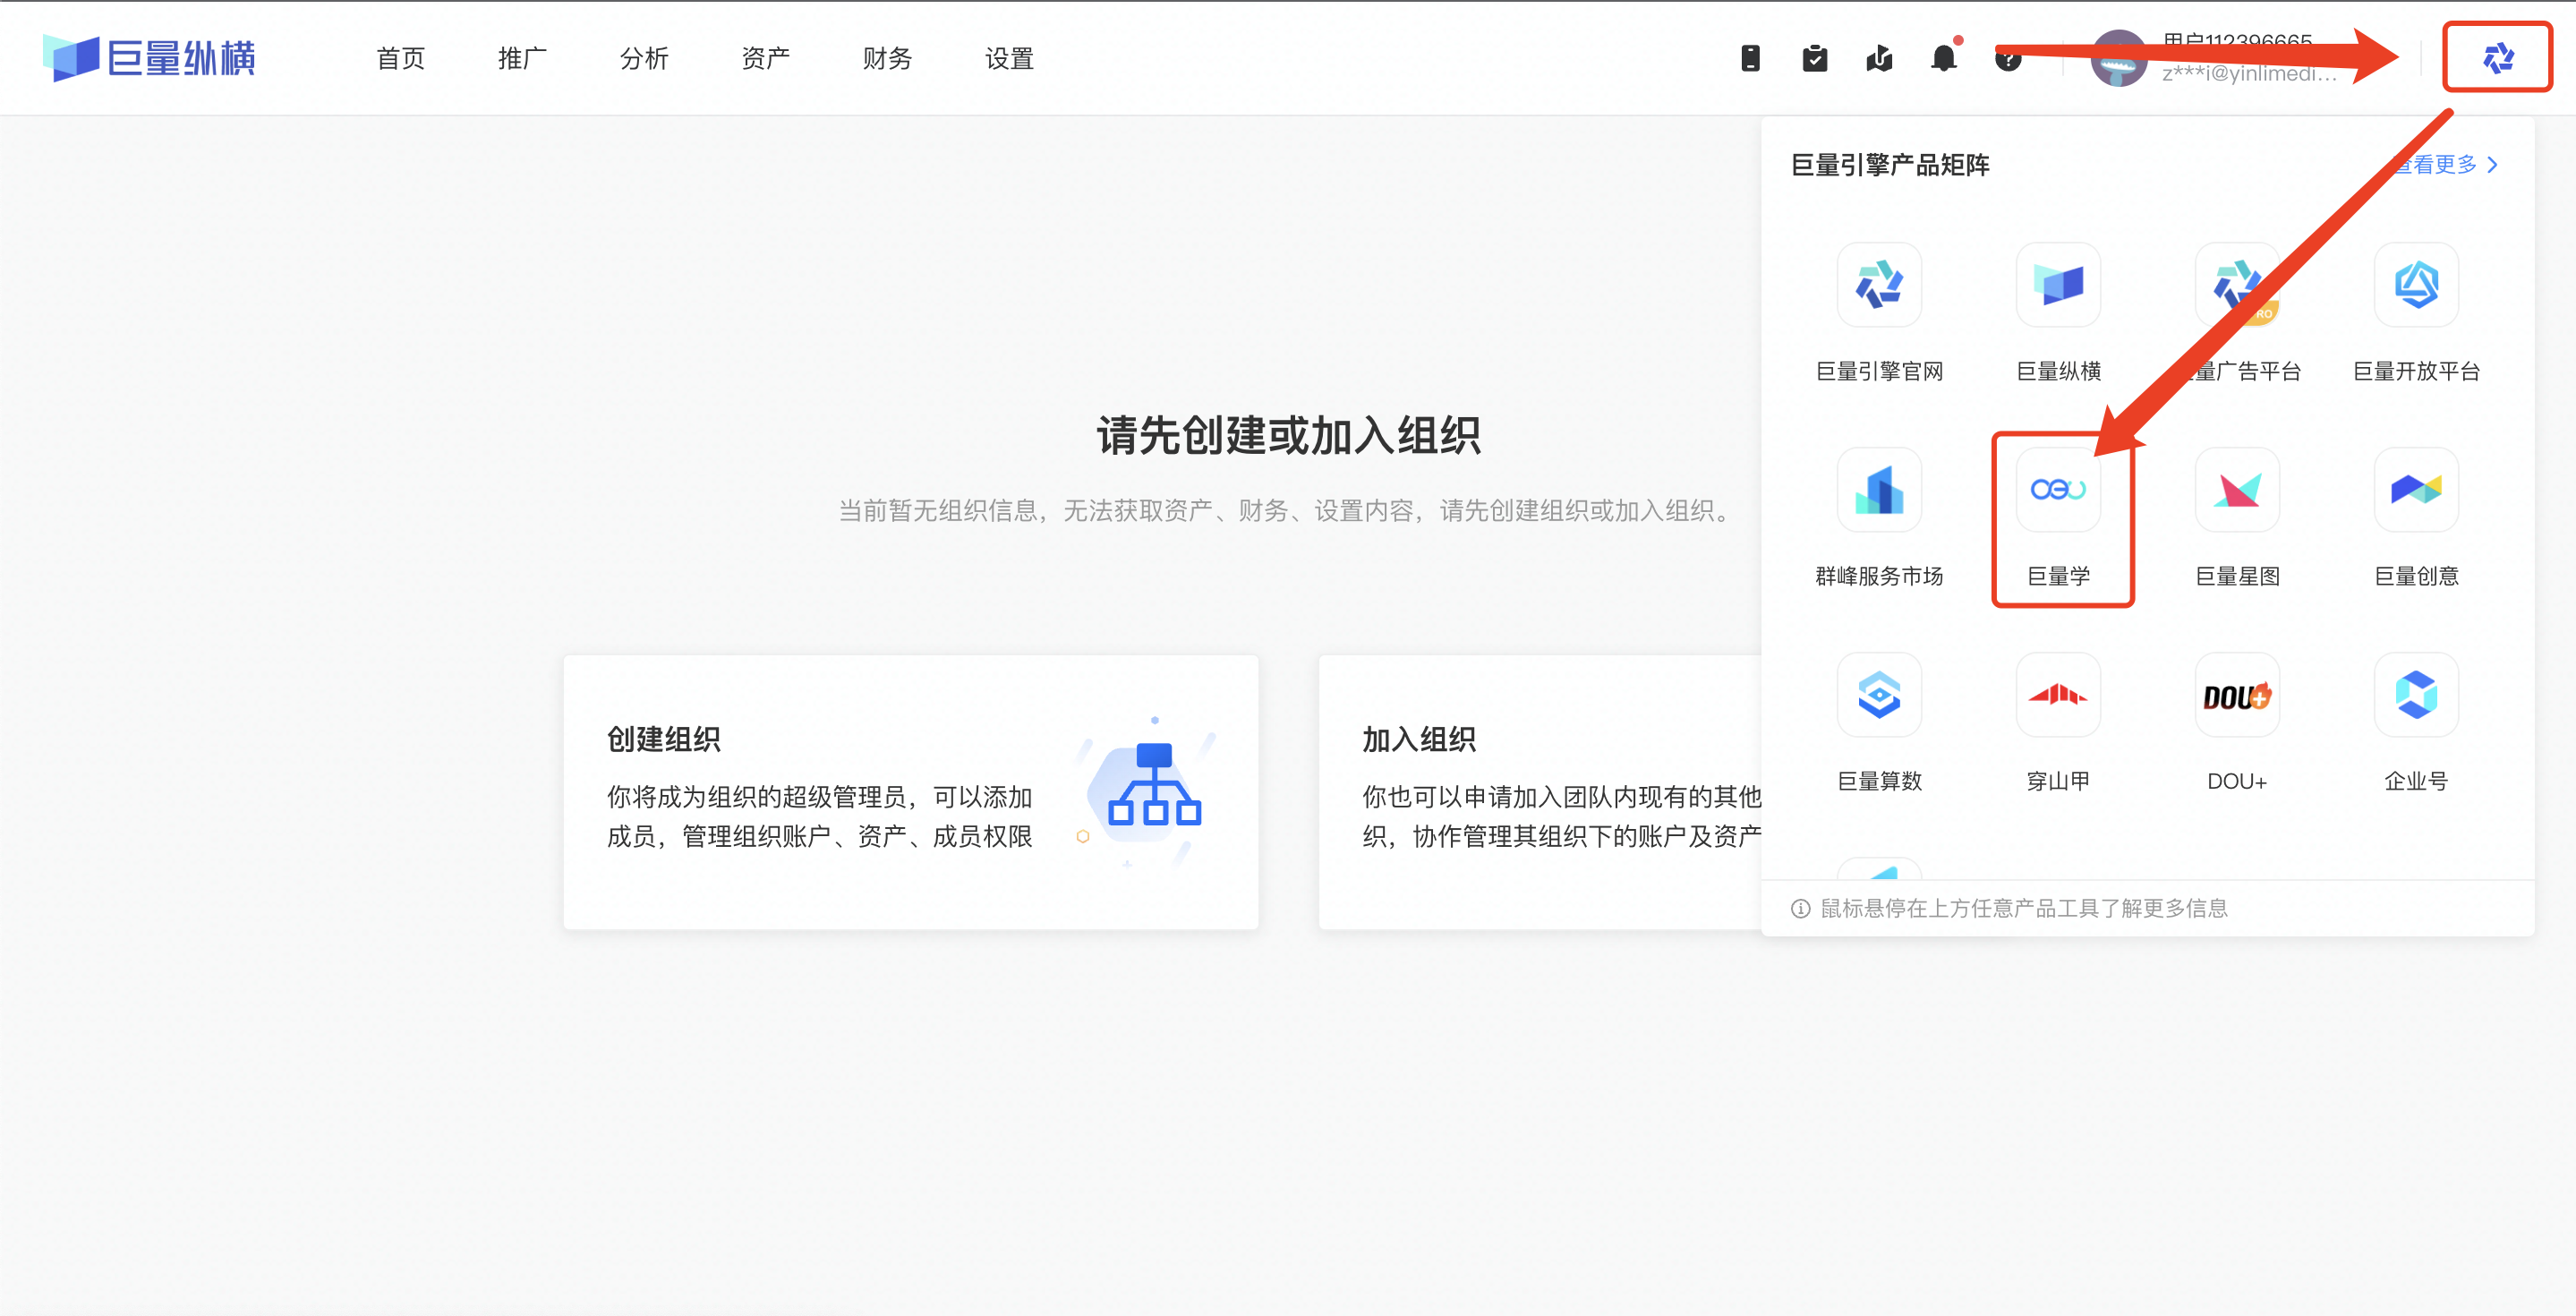 巨量纵横
首页 推广 分析 资产 财务 设置
用户112396665
z***i@yinlimedi...
巨量引擎产品矩阵
查看更多
RO
巨量引擎官网 巨量纵横 量广告平台 巨量开放平台
群峰服务市场 巨量学 巨量星图 巨量创意
DOU+
巨量算数 穿山甲 DOU+ 企业号
鼠标悬停在上方任意产品工具了解更多信息
请先创建或加入组织
当前暂无组织信息，无法获取资产、财务、设置内容，请先创建组织或加入组织。
创建组织
你将成为组织的超级管理员，可以添加
成员，管理组织账户、资产、成员权限
加入组织
你也可以申请加入团队内现有的其他
织，协作管理其组织下的账户及资产